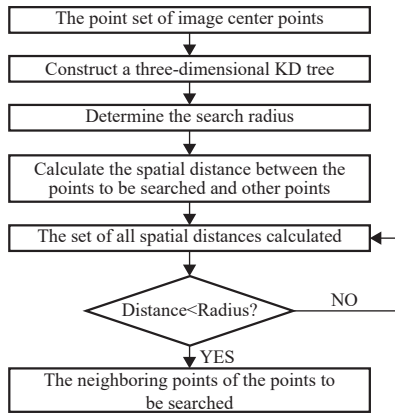 The point set of image center points
Construct a three-dimensional KD tree
Determine the search radius
Calculate the spatial distance between the
points to be searched and other points
The set of all spatial distances calculated
Distance<Radius?
NO
YES
The neighboring points of the points to
be searched